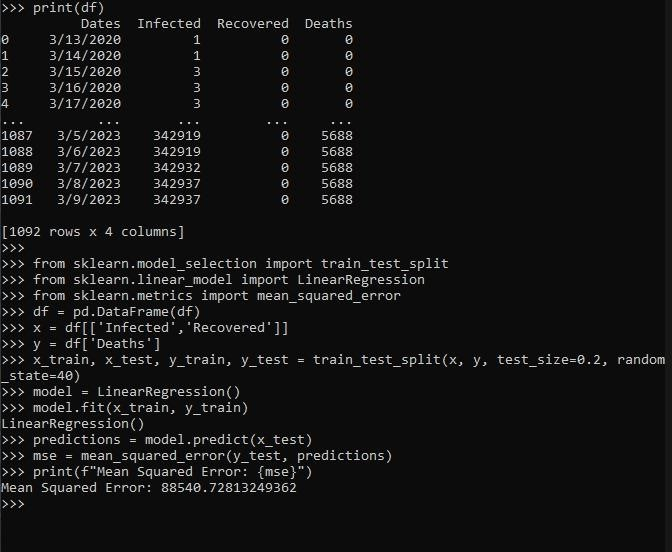 >>> print(df)
          Dates  Infected  Recovered  Deaths
0     3/13/2020         1          0       0
1     3/14/2020         1          0       0
2     3/15/2020         3          0       0
3     3/16/2020         3          0       0
4     3/17/2020         3          0       0
...         ...       ...        ...     ...
1087   3/5/2023    342919          0    5688
1088   3/6/2023    342919          0    5688
1089   3/7/2023    342932          0    5688
1090   3/8/2023    342937          0    5688
1091   3/9/2023    342937          0    5688
[1092 rows x 4 columns]
>>>
>>> from sklearn.model_selection import train_test_split
>>> from sklearn.linear_model import LinearRegression
>>> from sklearn.metrics import mean_squared_error
>>> df = pd.DataFrame(df)
>>> x = df[['Infected','Recovered']]
>>> y = df['Deaths']
>>> x_train, x_test, y_train, y_test = train_test_split(x, y, test_size=0.2, random
_state=40)
>>> model = LinearRegression()
>>> model.fit(x_train, y_train)
LinearRegression()
>>> predictions = model.predict(x_test)
>>> mse = mean_squared_error(y_test, predictions)
>>> print(f"Mean Squared Error: {mse}")
Mean Squared Error: 88540.72813249362
>>>